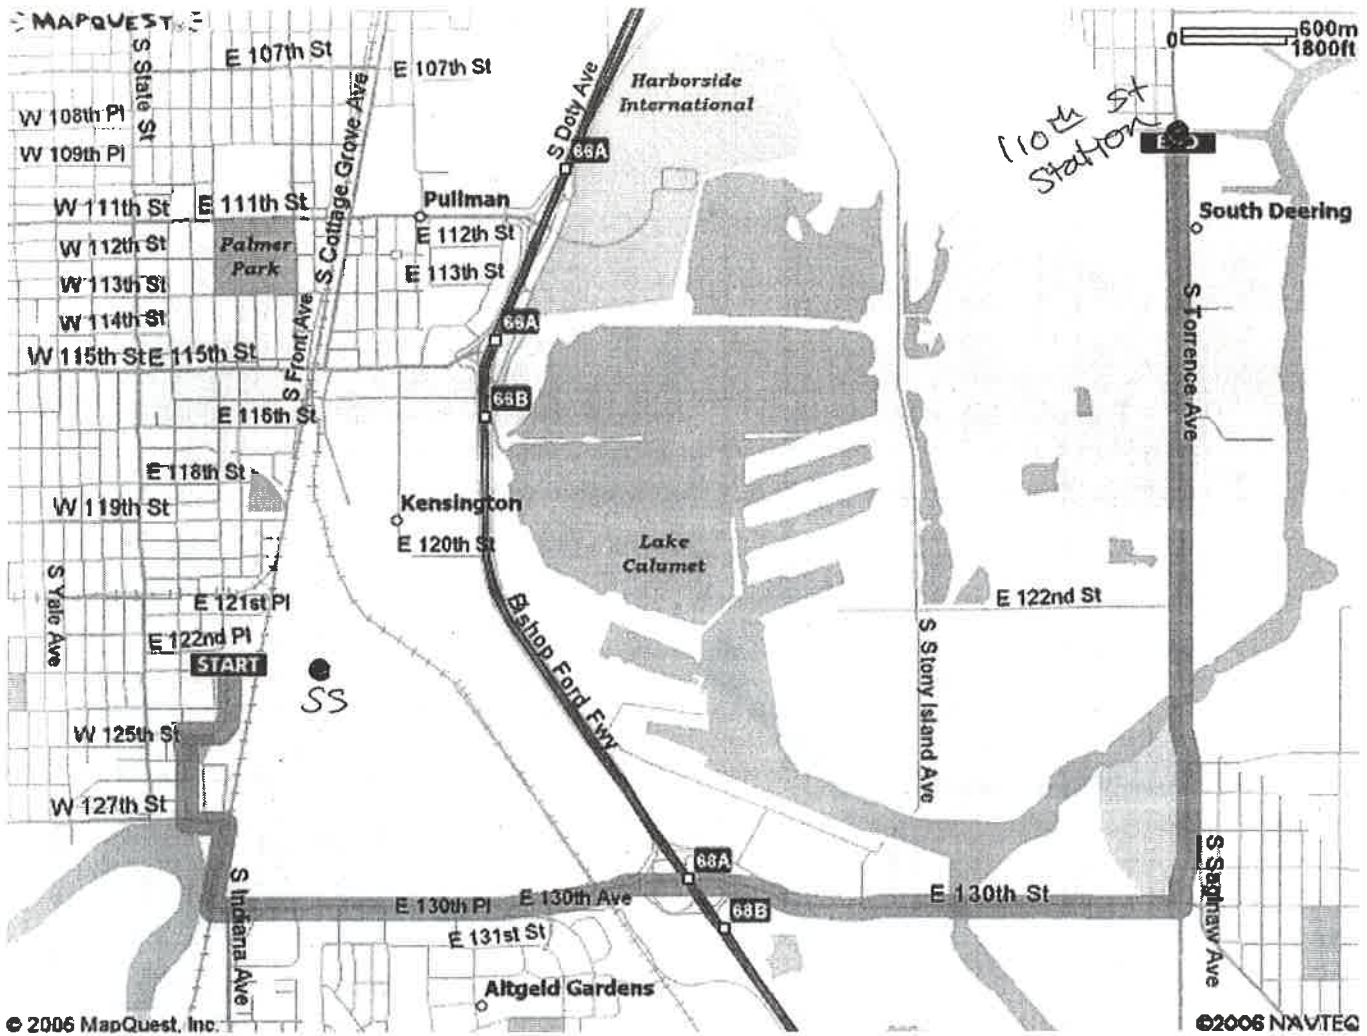 MAPQUEST
S State St
E 107th St
E 107th St
S Doty Ave
Harborside
International
0
600m
1800ft
110th St
Station
W 108th Pl
W 109th Pl
66A
END
W 111th St
E 111th St
S Cottage Grove Ave
Pullman
South Deering
W 112th St
Palmer
Park
E 112th St
W 113th St
E 113th St
W 114th St
66A
S Torrence Ave
W 115th St
E 115th St
S Front Ave
66B
E 116th St
E 118th St
W 119th St
Kensington
E 120th St
Lake
Calumet
S Yale Ave
E 121st Pl
E 122nd St
E 122nd Pl
START
SS
Bishop Ford Fwy
S Stony Island Ave
W 125th St
W 127th St
68A
S Saginaw Ave
S Indiana Ave
E 130th Pl
E 130th Ave
E 130th St
68B
E 131st St
Altgeld Gardens
© 2006 MapQuest, Inc.
©2006 NAVTEQ